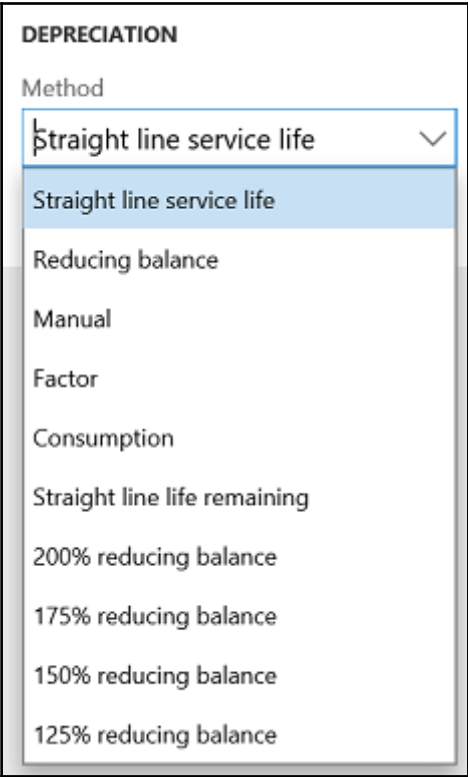 DEPRECIATION
Method
Straight line service life
Straight line service life
Reducing balance
Manual
Factor
Consumption
Straight line life remaining
200% reducing balance
175% reducing balance
150% reducing balance
125% reducing balance